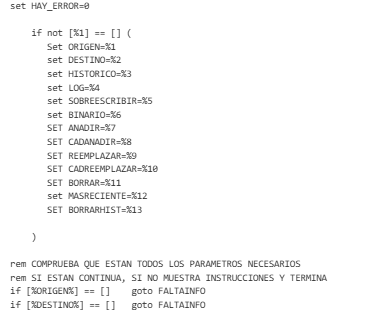 set HAY_ERROR=0
if not [%1] == [] (
Set ORIGEN=%1
set DESTINO=%2
set HISTORICO=%3
set LOG=%4
set SOBREESCRIBIR=%5
set BINARIO=%6
SET ANADIR=%7
SET CADANADIR=%8
SET REEMPLAZAR=%9
SET CADREEMPLAZAR=%10
SET BORRAR=%11
set MASRECIENTE=%12
SET BORRARHIST=%13
)
rem COMPRUEBA QUE ESTAN TODOS LOS PARAMETROS NECESARIOS
rem SI ESTAN CONTINUA, SI NO MUESTRA INSTRUCCIONES Y TERMINA
if [%ORIGEN%] == [] goto FALTAINFO
if [%DESTINO%] == [] goto FALTAINFO